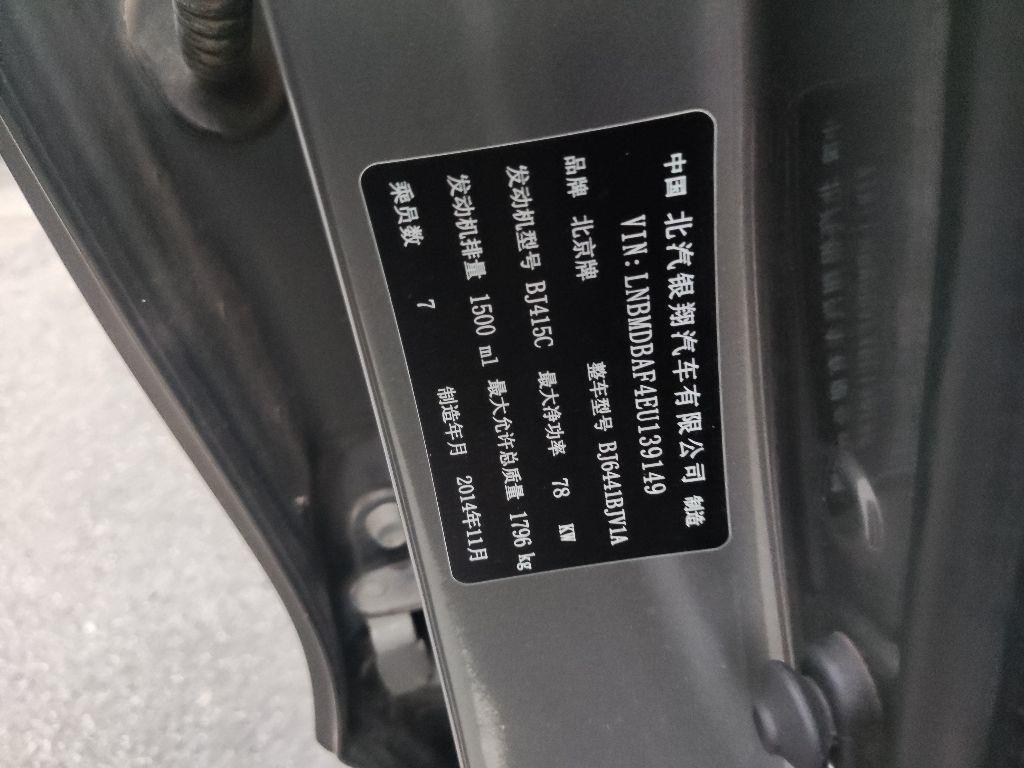 中国 北汽银翔汽车有限公司 制造
VIN:LNBMDBAF4EU139149
品牌 北京牌 整车型号 BJ6441BJV1A
发动机型号 BJ415C 最大净功率 78 KW
发动机排量 1500 ml 最大允许总质量 1796 kg
乘员数 7 制造年月 2014年11月